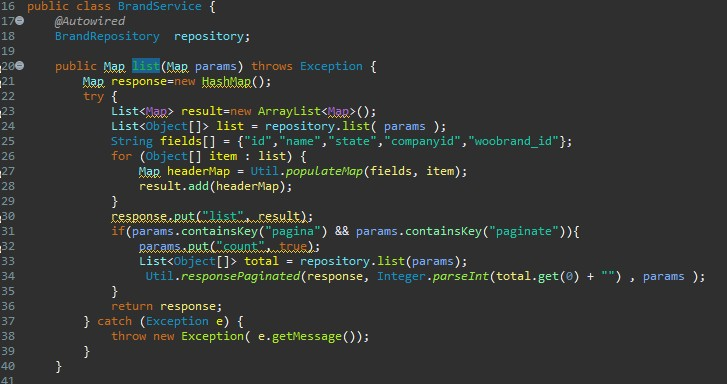 16 public class BrandService {
17 @Autowired
18 BrandRepository  repository;
19
20 public Map list(Map params) throws Exception {
21 Map response=new HashMap();
22 try {
23 List<Map> result=new ArrayList<Map>();
24 List<Object[]> list = repository.list( params );
25 String fields[] = {"id","name","state","companyid","woobrand_id"};
26 for (Object[] item : list) {
27 Map headerMap = Util.populateMap(fields, item);
28 result.add(headerMap);
29 }
30 response.put("list", result);
31 if(params.containsKey("pagina") && params.containsKey("paginate")){
32 params.put("count", true);
33 List<Object[]> total = repository.list(params);
34 Util.responsePaginated(response, Integer.parseInt(total.get(0) + "") , params );
35 }
36 return response;
37 } catch (Exception e) {
38 throw new Exception( e.getMessage());
39 }
40 }
41